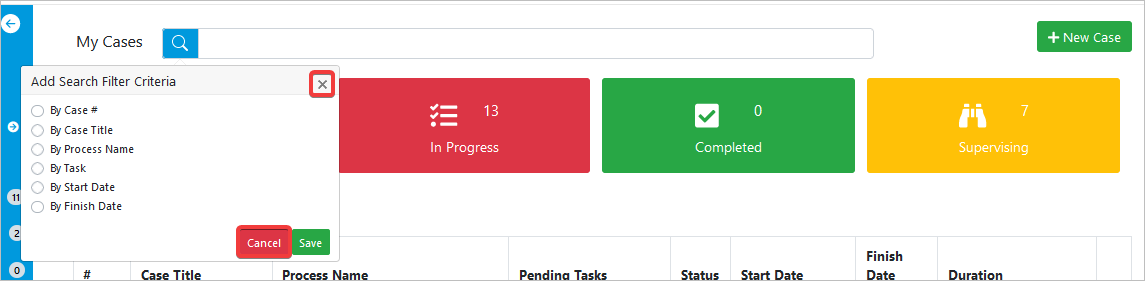 My Cases
+ New Case
Add Search Filter Criteria
By Case #
By Case Title
By Process Name
By Task
By Start Date
By Finish Date
Cancel
Save
13
In Progress
0
Completed
7
Supervising
11
2
0
#
Case Title
Process Name
Pending Tasks
Status
Start Date
Finish
Date
Duration